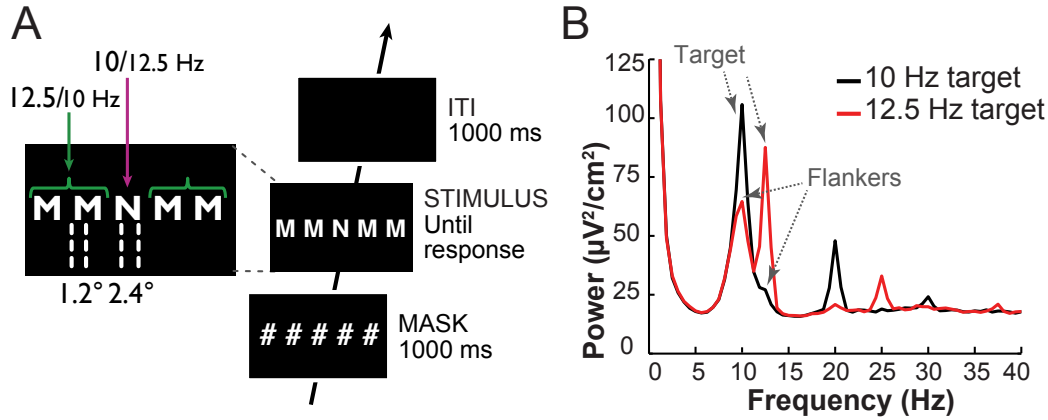 A
10/12.5 Hz
12.5/10 Hz
M M N M M
1.2° 2.4°
ITI
1000 ms
M M N M M
STIMULUS
Until
response
# # # # #
MASK
1000 ms
B
Target
10 Hz target
12.5 Hz target
Flankers
Power (µV²/cm²)
125
100
75
50
25
0
0 5 10 15 20 25 30 35 40
Frequency (Hz)